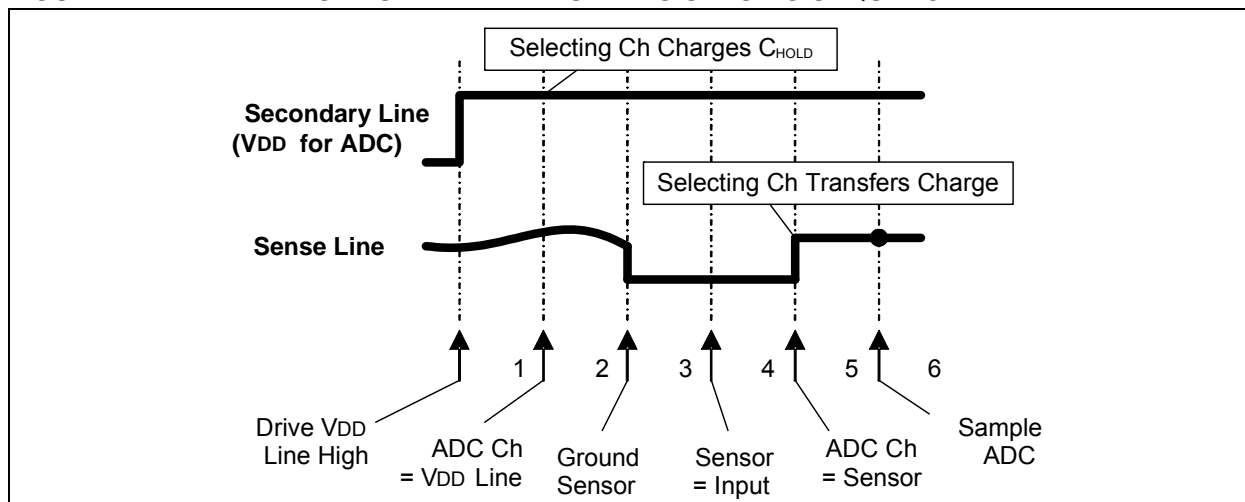 Selecting Ch Charges CHOLD
Secondary Line
(VDD for ADC)
Selecting Ch Transfers Charge
Sense Line
1 2 3 4 5 6
Drive VDD
Line High
ADC Ch
= VDD Line
Ground
Sensor
Sensor
= Input
ADC Ch
= Sensor
Sample
ADC